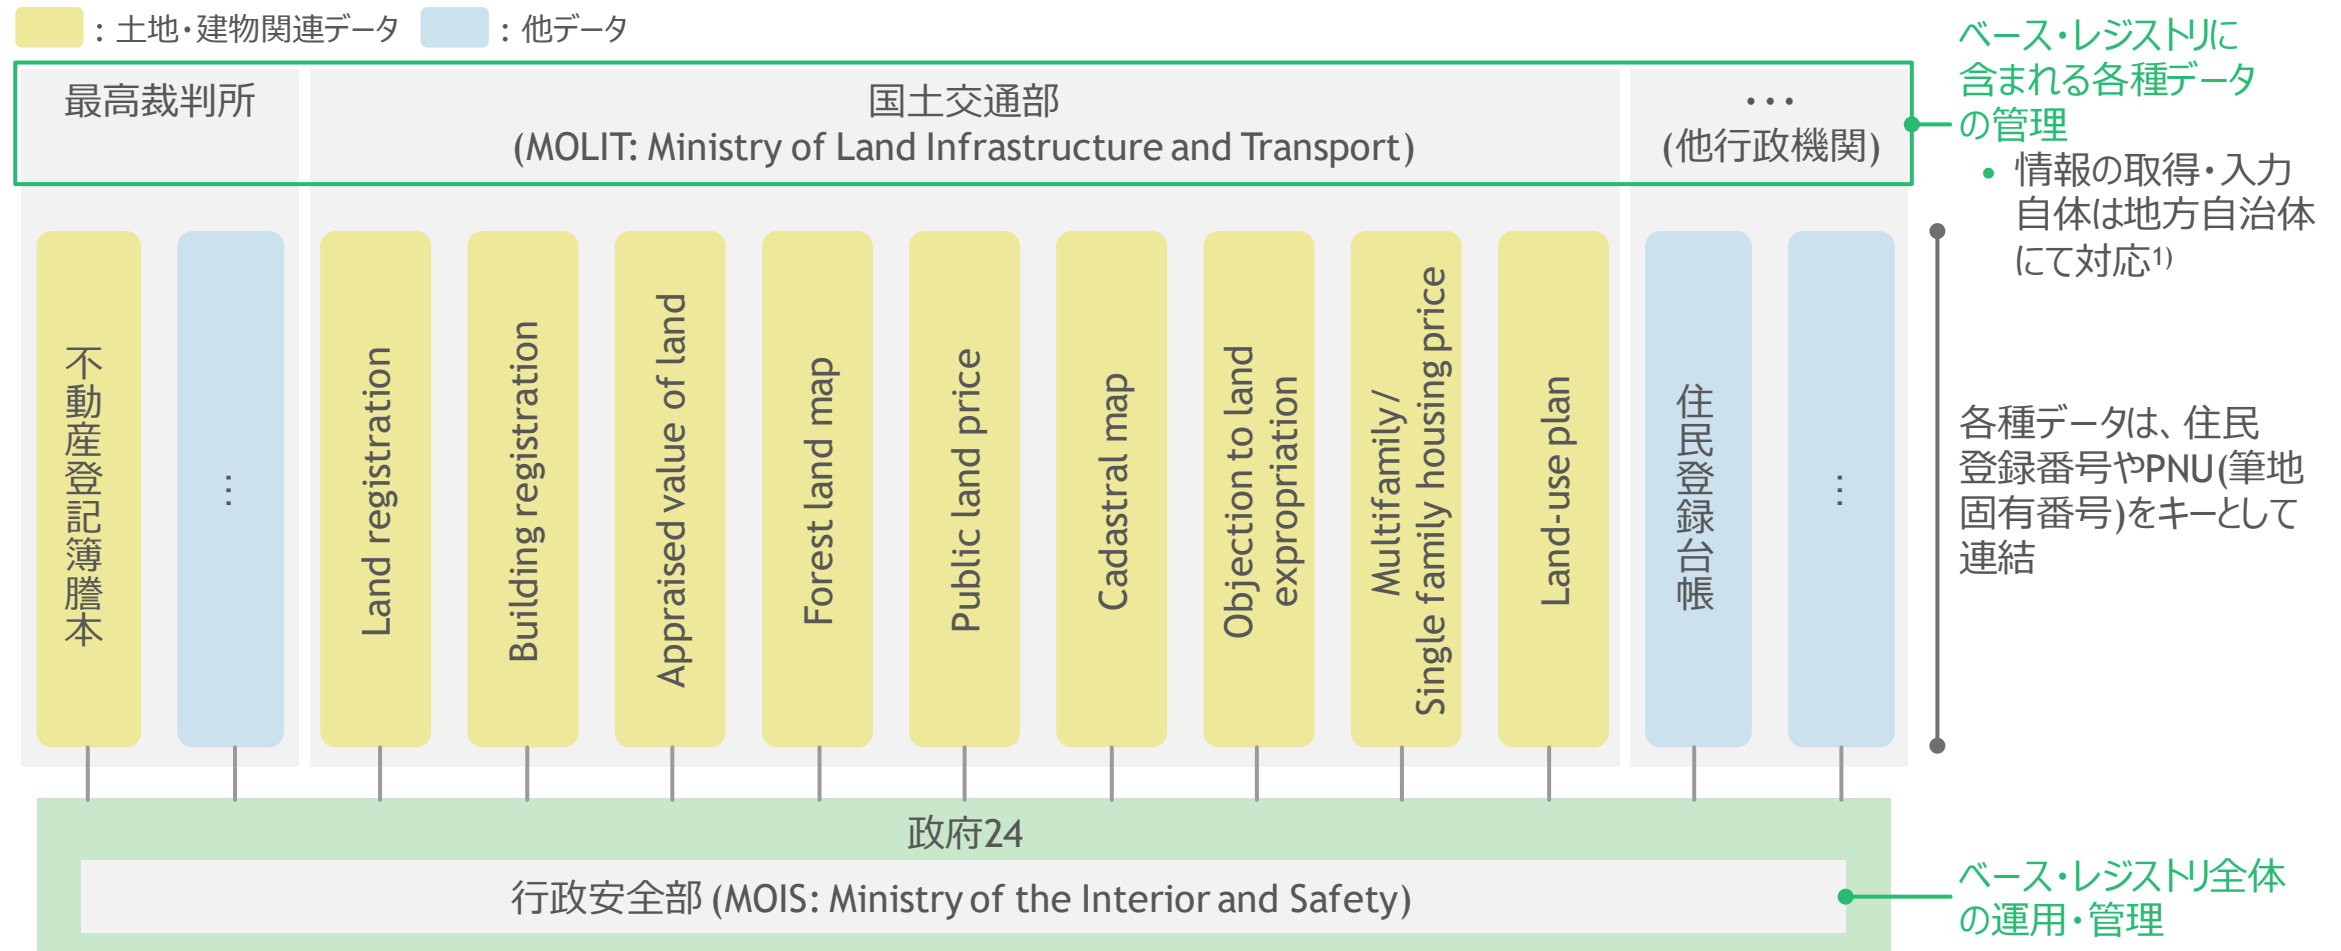 ：土地・建物関連データ
：他データ
最高裁判所
国土交通部
(MOLIT: Ministry of Land Infrastructure and Transport)
・・・
(他行政機関)
ベース・レジストリに
含まれる各種データ
の管理
• 情報の取得・入力
自体は地方自治体
にて対応1)
不動産登記簿謄本
…
Land registration
Building registration
Appraised value of land
Forest land map
Public land price
Cadastral map
Objection to land
expropriation
Multifamily/
Single family housing price
Land-use plan
住民登録台帳
…
各種データは、住民
登録番号やPNU(筆地
固有番号)をキーとして
連結
政府24
行政安全部 (MOIS: Ministry of the Interior and Safety)
ベース・レジストリ全体
の運用・管理